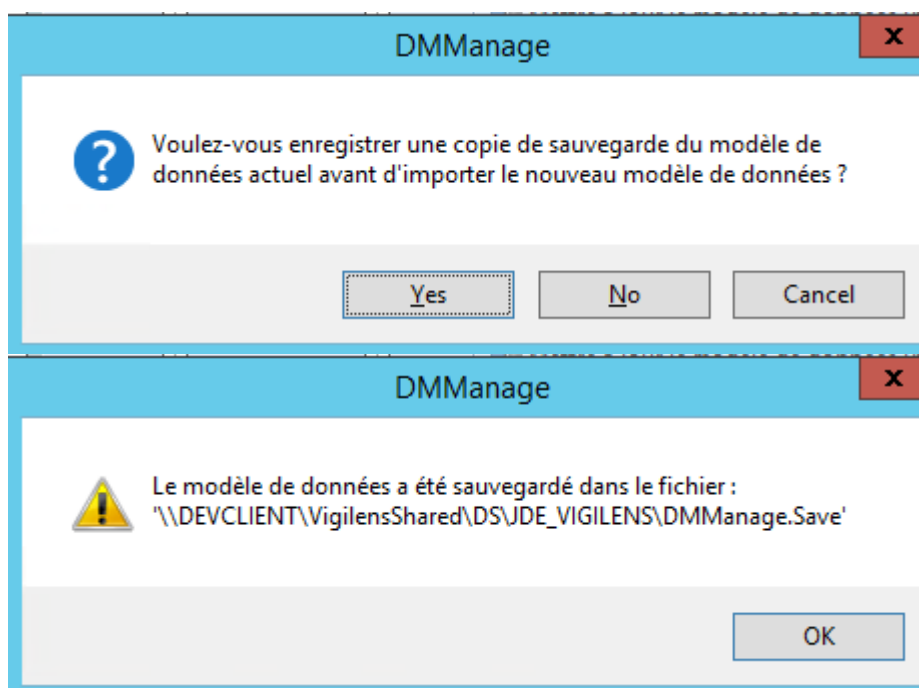 DMManage
x
Voulez-vous enregistrer une copie de sauvegarde du modèle de
données actuel avant d'importer le nouveau modèle de données ?
Yes
No
Cancel
DMManage
x
Le modèle de données a été sauvegardé dans le fichier :
'\\DEVCLIENT\VigilensShared\DS\JDE_VIGILENS\DMManage.Save'
OK